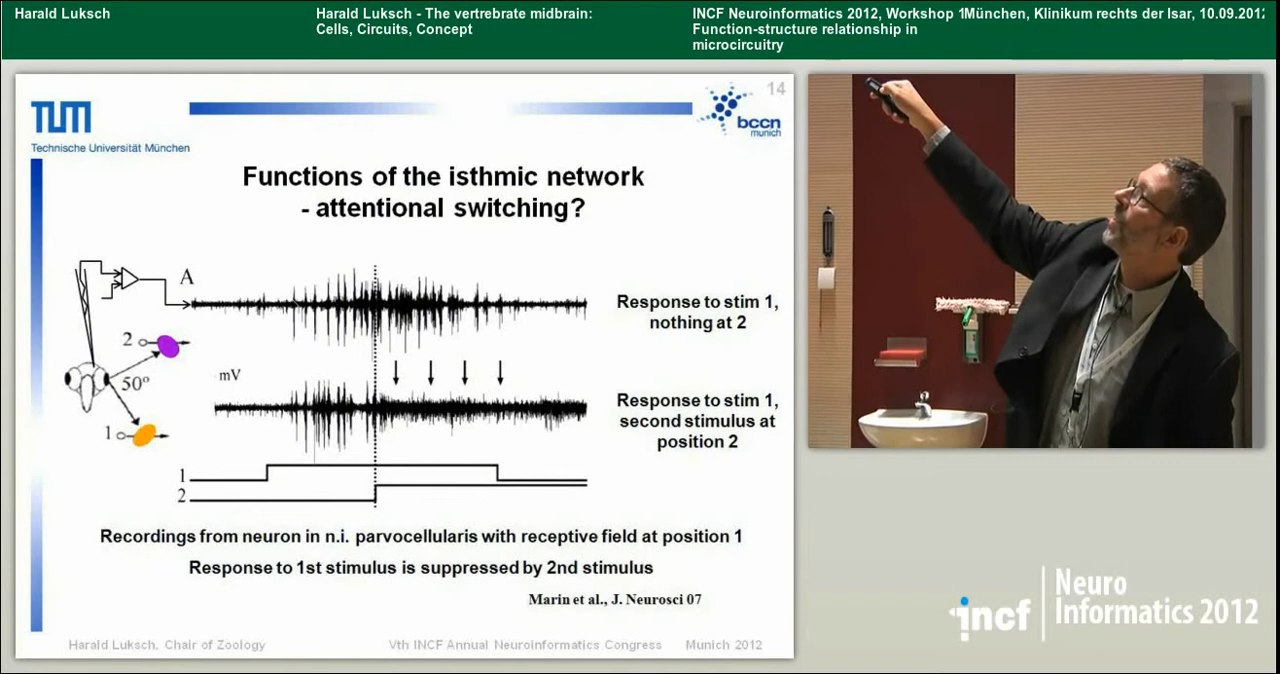 Harald Luksch
Harald Luksch - The vertrebrate midbrain:
Cells, Circuits, Concept
INCF Neuroinformatics 2012, Workshop 1München, Klinikum rechts der Isar, 10.09.2012
Function-structure relationship in
microcircuitry
14
TUM
Technische Universität München
bccn
munich
Functions of the isthmic network
- attentional switching?
A
Response to stim 1,
nothing at 2
2
50°
mV
1
Response to stim 1,
second stimulus at
position 2
1
2
Recordings from neuron in n.i. parvocellularis with receptive field at position 1
Response to 1st stimulus is suppressed by 2nd stimulus
Marin et al., J. Neurosci 07
Harald Luksch, Chair of Zoology
Vth INCF Annual Neuroinformatics Congress
Munich 2012
incf
Neuro
Informatics 2012